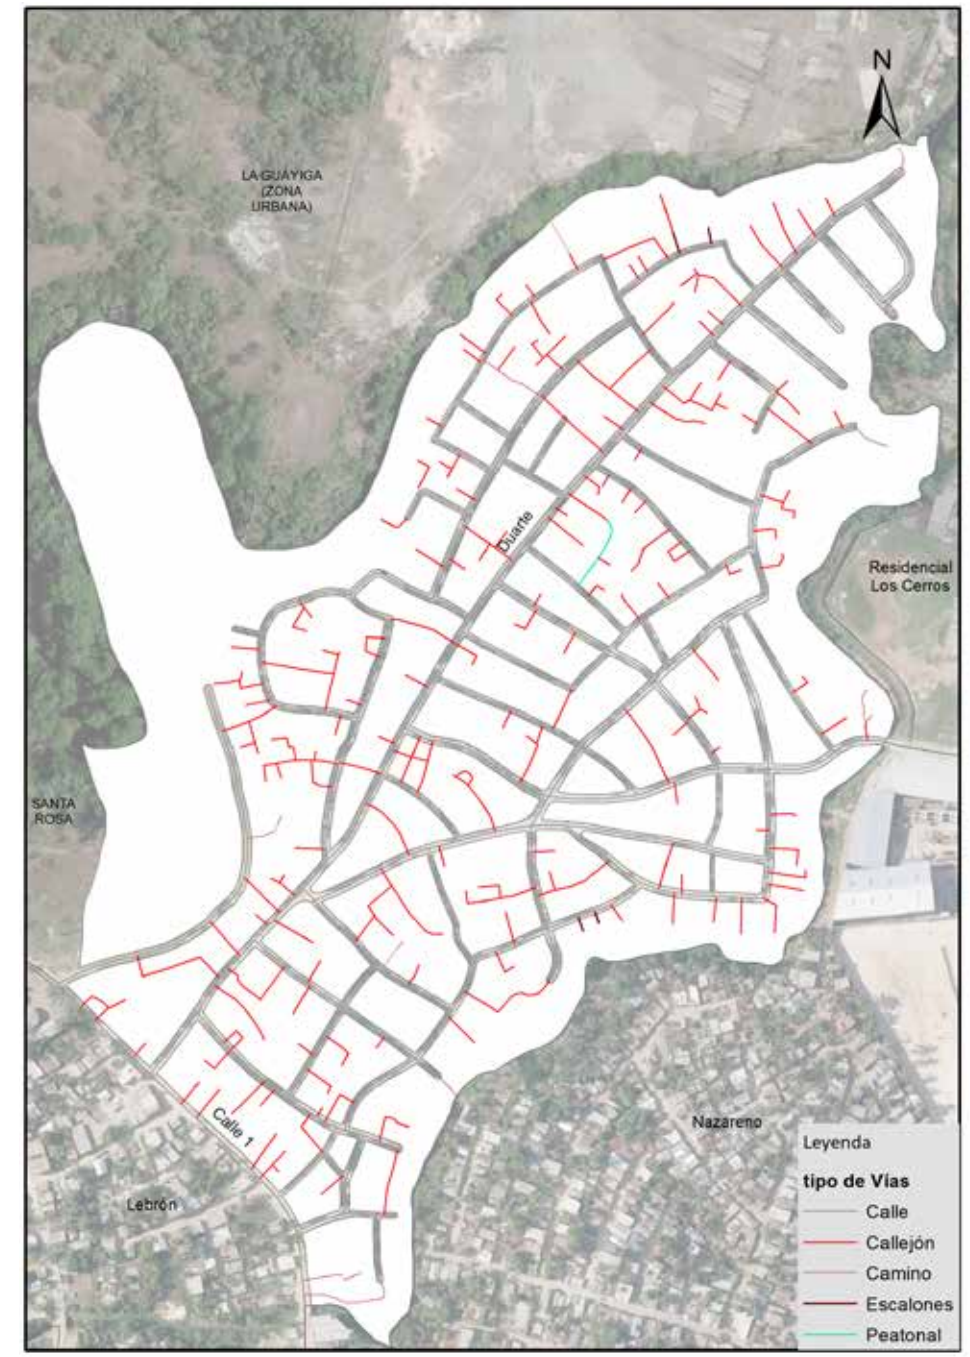 N
LA GUÁYIGA
(ZONA
URBANA)
Duarte
Residencial
Los Cerros
SANTA
ROSA
Calle 1
Nazareno
Lebrón
Leyenda
tipo de Vías
Calle
Callejón
Camino
Escalones
Peatonal